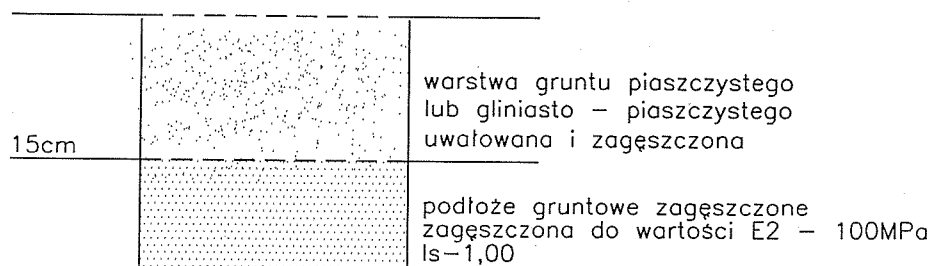 warstwa gruntu piaszczystego
lub gliniasto – piaszczystego
uwałowana i zagęszczona
15cm
podłoże gruntowe zagęszczone
zagęszczona do wartości E2 – 100MPa
Is–1,00